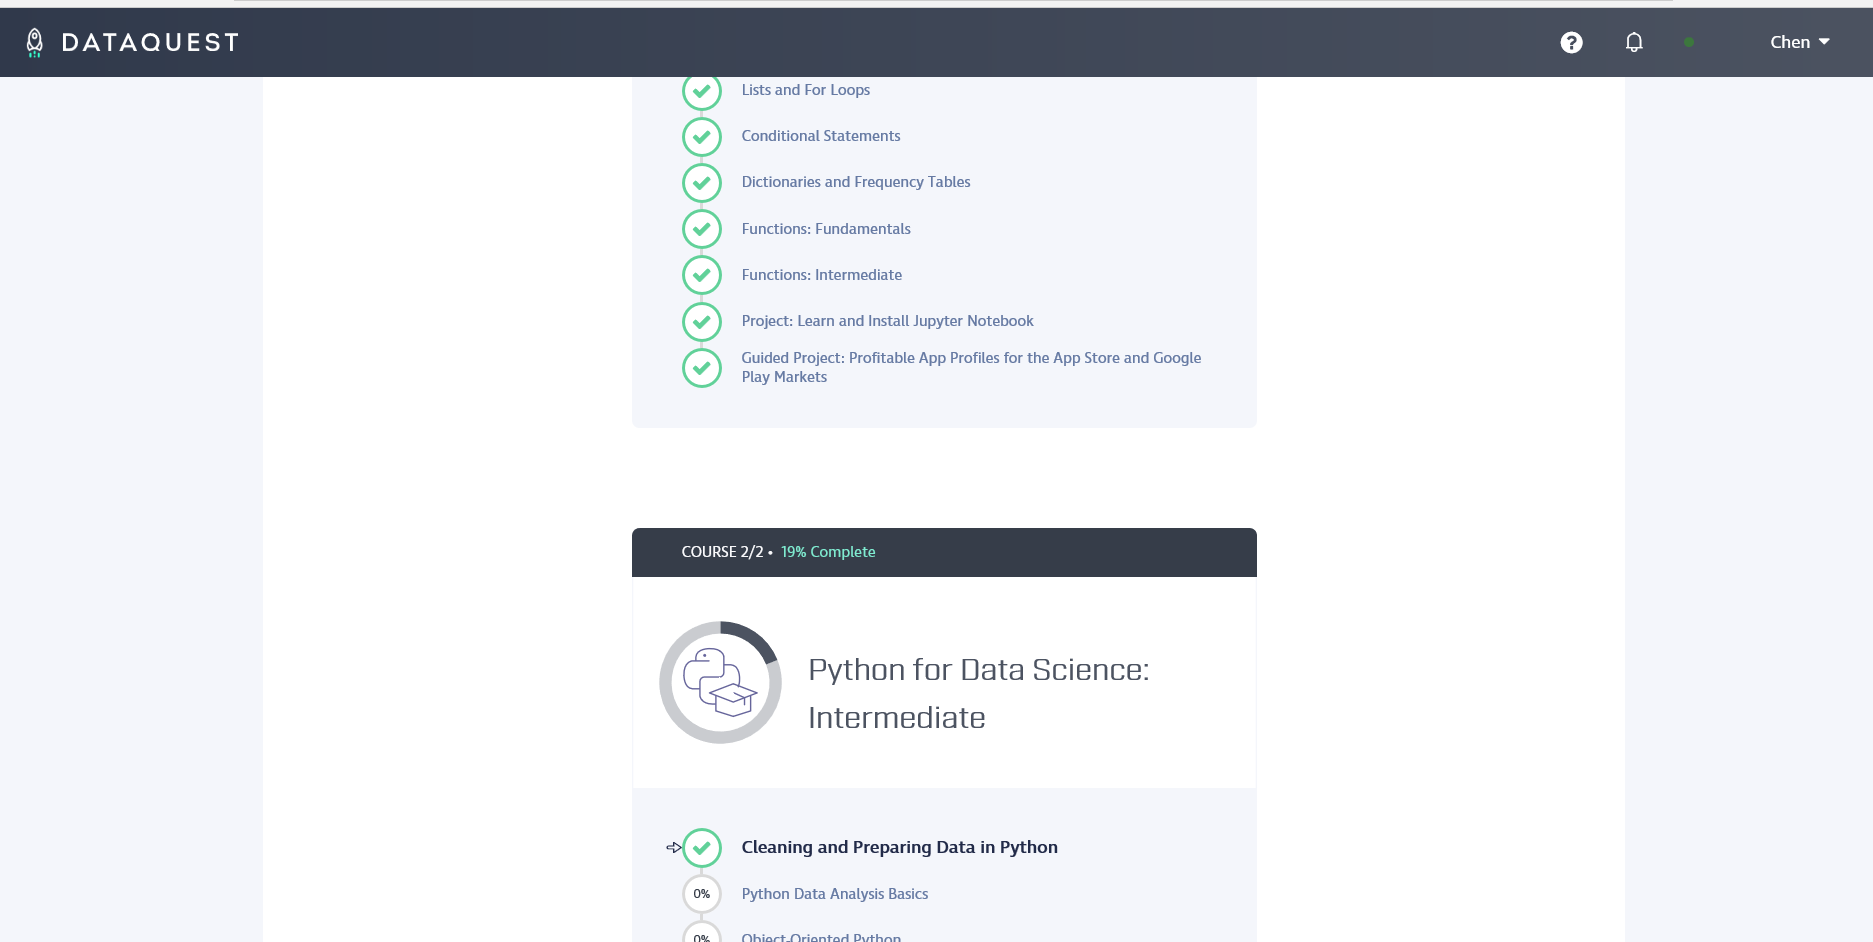 DATAQUEST
Chen
Lists and For Loops
Conditional Statements
Dictionaries and Frequency Tables
Functions: Fundamentals
Functions: Intermediate
Project: Learn and Install Jupyter Notebook
Guided Project: Profitable App Profiles for the App Store and Google
Play Markets
COURSE 2/2 • 19% Complete
Python for Data Science:
Intermediate
Cleaning and Preparing Data in Python
0% Python Data Analysis Basics
0% Object-Oriented Python